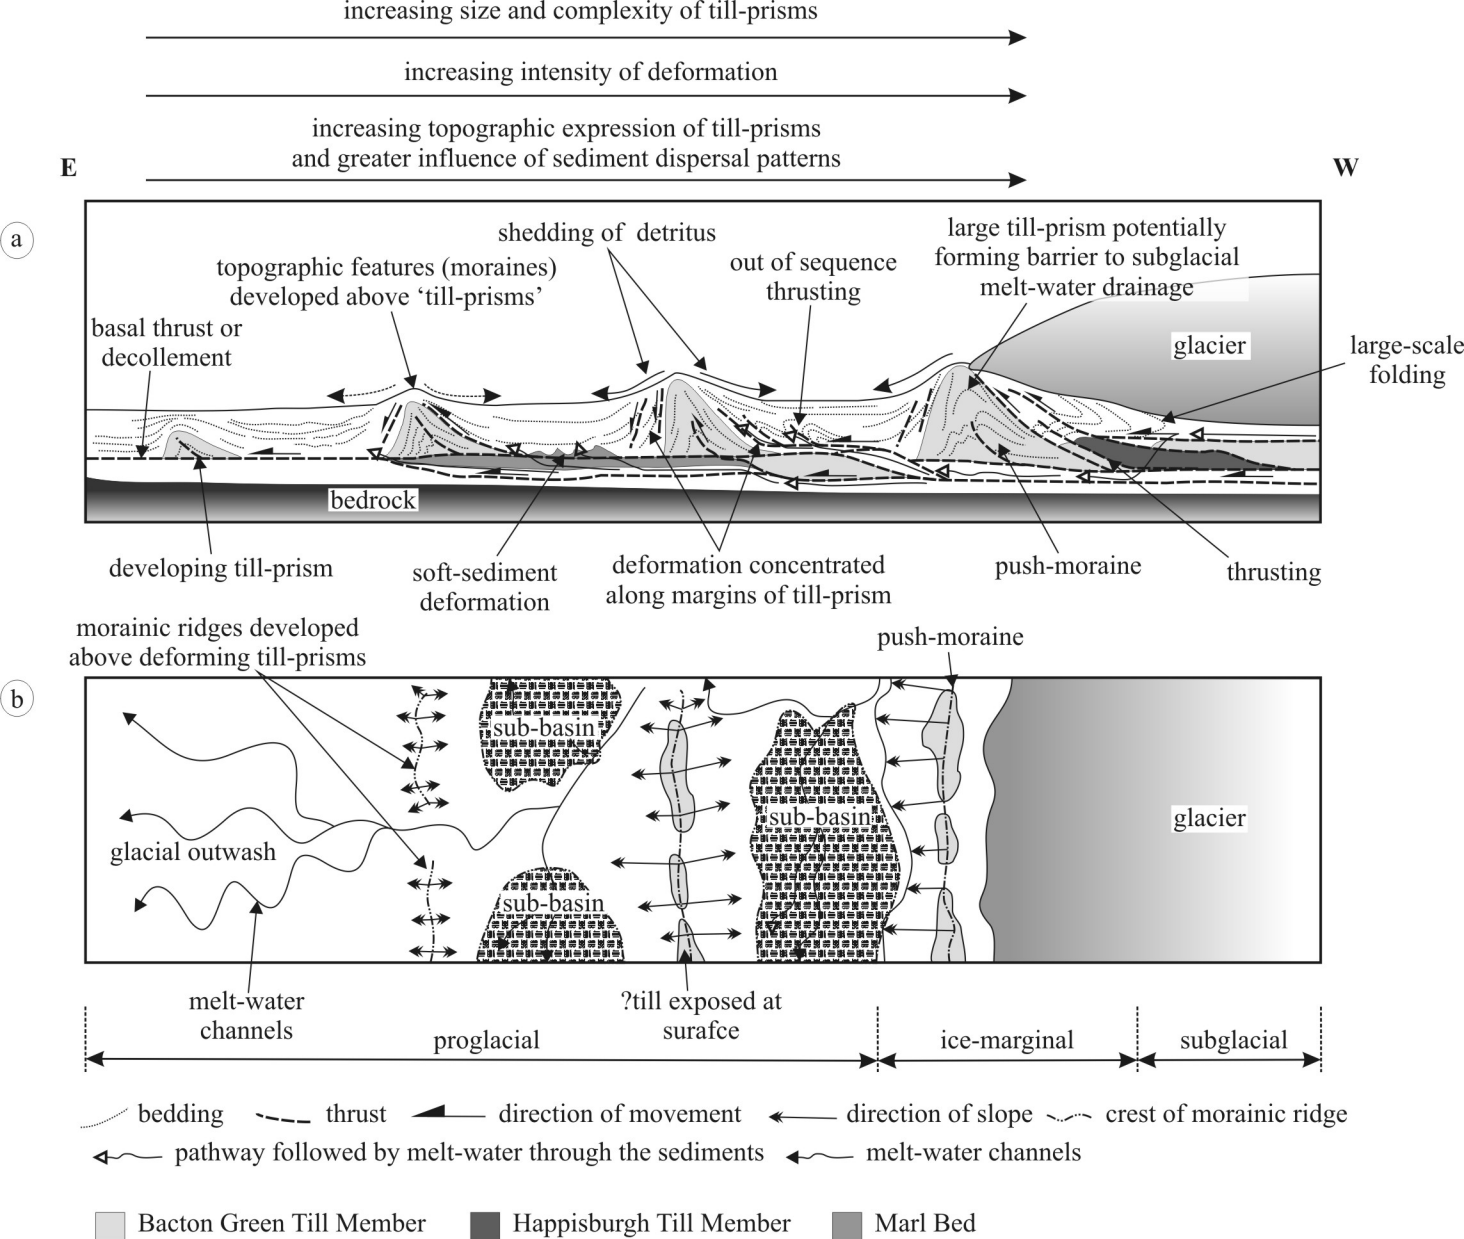 increasing size and complexity of till-prisms
increasing intensity of deformation
increasing topographic expression of till-prisms
and greater influence of sediment dispersal patterns
E
W
a
shedding of detritus
large till-prism potentially
forming barrier to subglacial
melt-water drainage
topographic features (moraines)
developed above ‘till-prisms’
out of sequence
thrusting
basal thrust or
decollement
glacier
large-scale
folding
bedrock
developing till-prism
soft-sediment
deformation
deformation concentrated
along margins of till-prism
push-moraine
thrusting
morainic ridges developed
above deforming till-prisms
push-moraine
b
sub-basin
sub-basin
glacier
glacial outwash
sub-basin
melt-water
channels
?till exposed at
surafce
proglacial
ice-marginal
subglacial
bedding
thrust
direction of movement
direction of slope
crest of morainic ridge
pathway followed by melt-water through the sediments
melt-water channels
Bacton Green Till Member
Happisburgh Till Member
Marl Bed